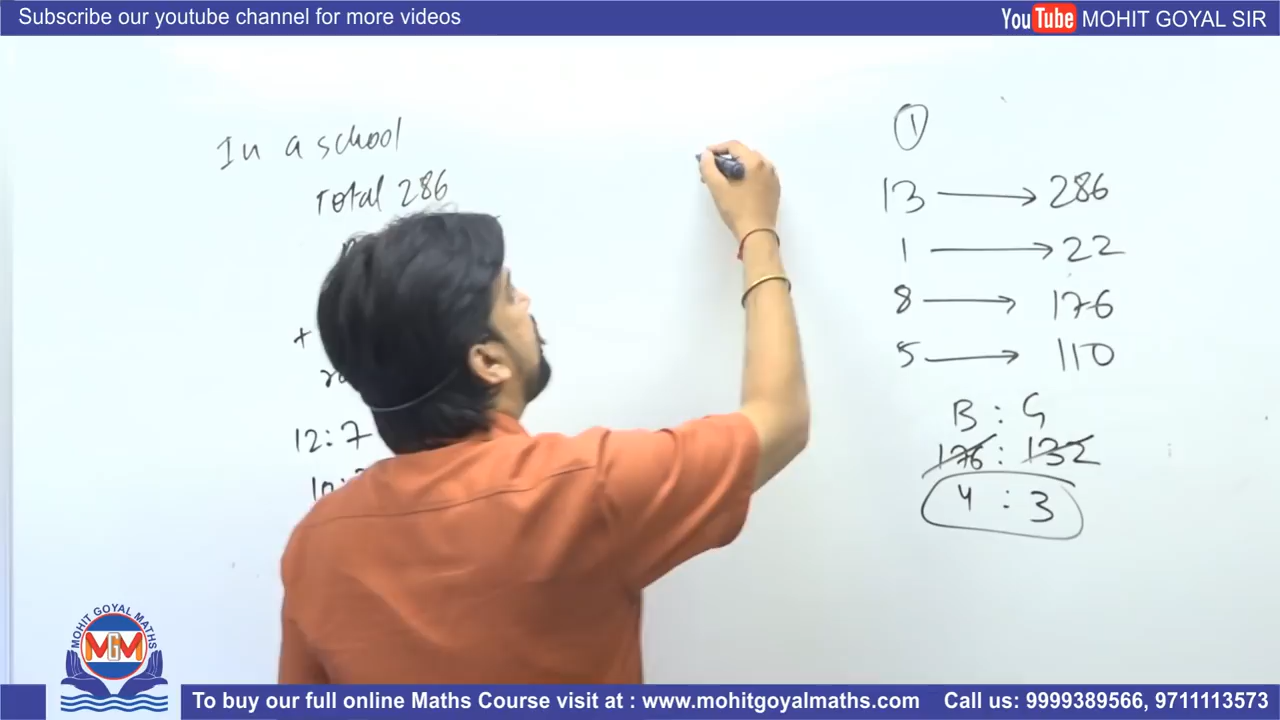 Subscribe our youtube channel for more videos
YouTube MOHIT GOYAL SIR
In a school
Total 286
+
12:7
10:
①
13 → 286
1 → 22
8 → 176
5 → 110
B : G
176 : 132
4 : 3
MOHIT GOYAL MATHS
MGM
To buy our full online Maths Course visit at : www.mohitgoyalmaths.com Call us: 9999389566, 9711113573